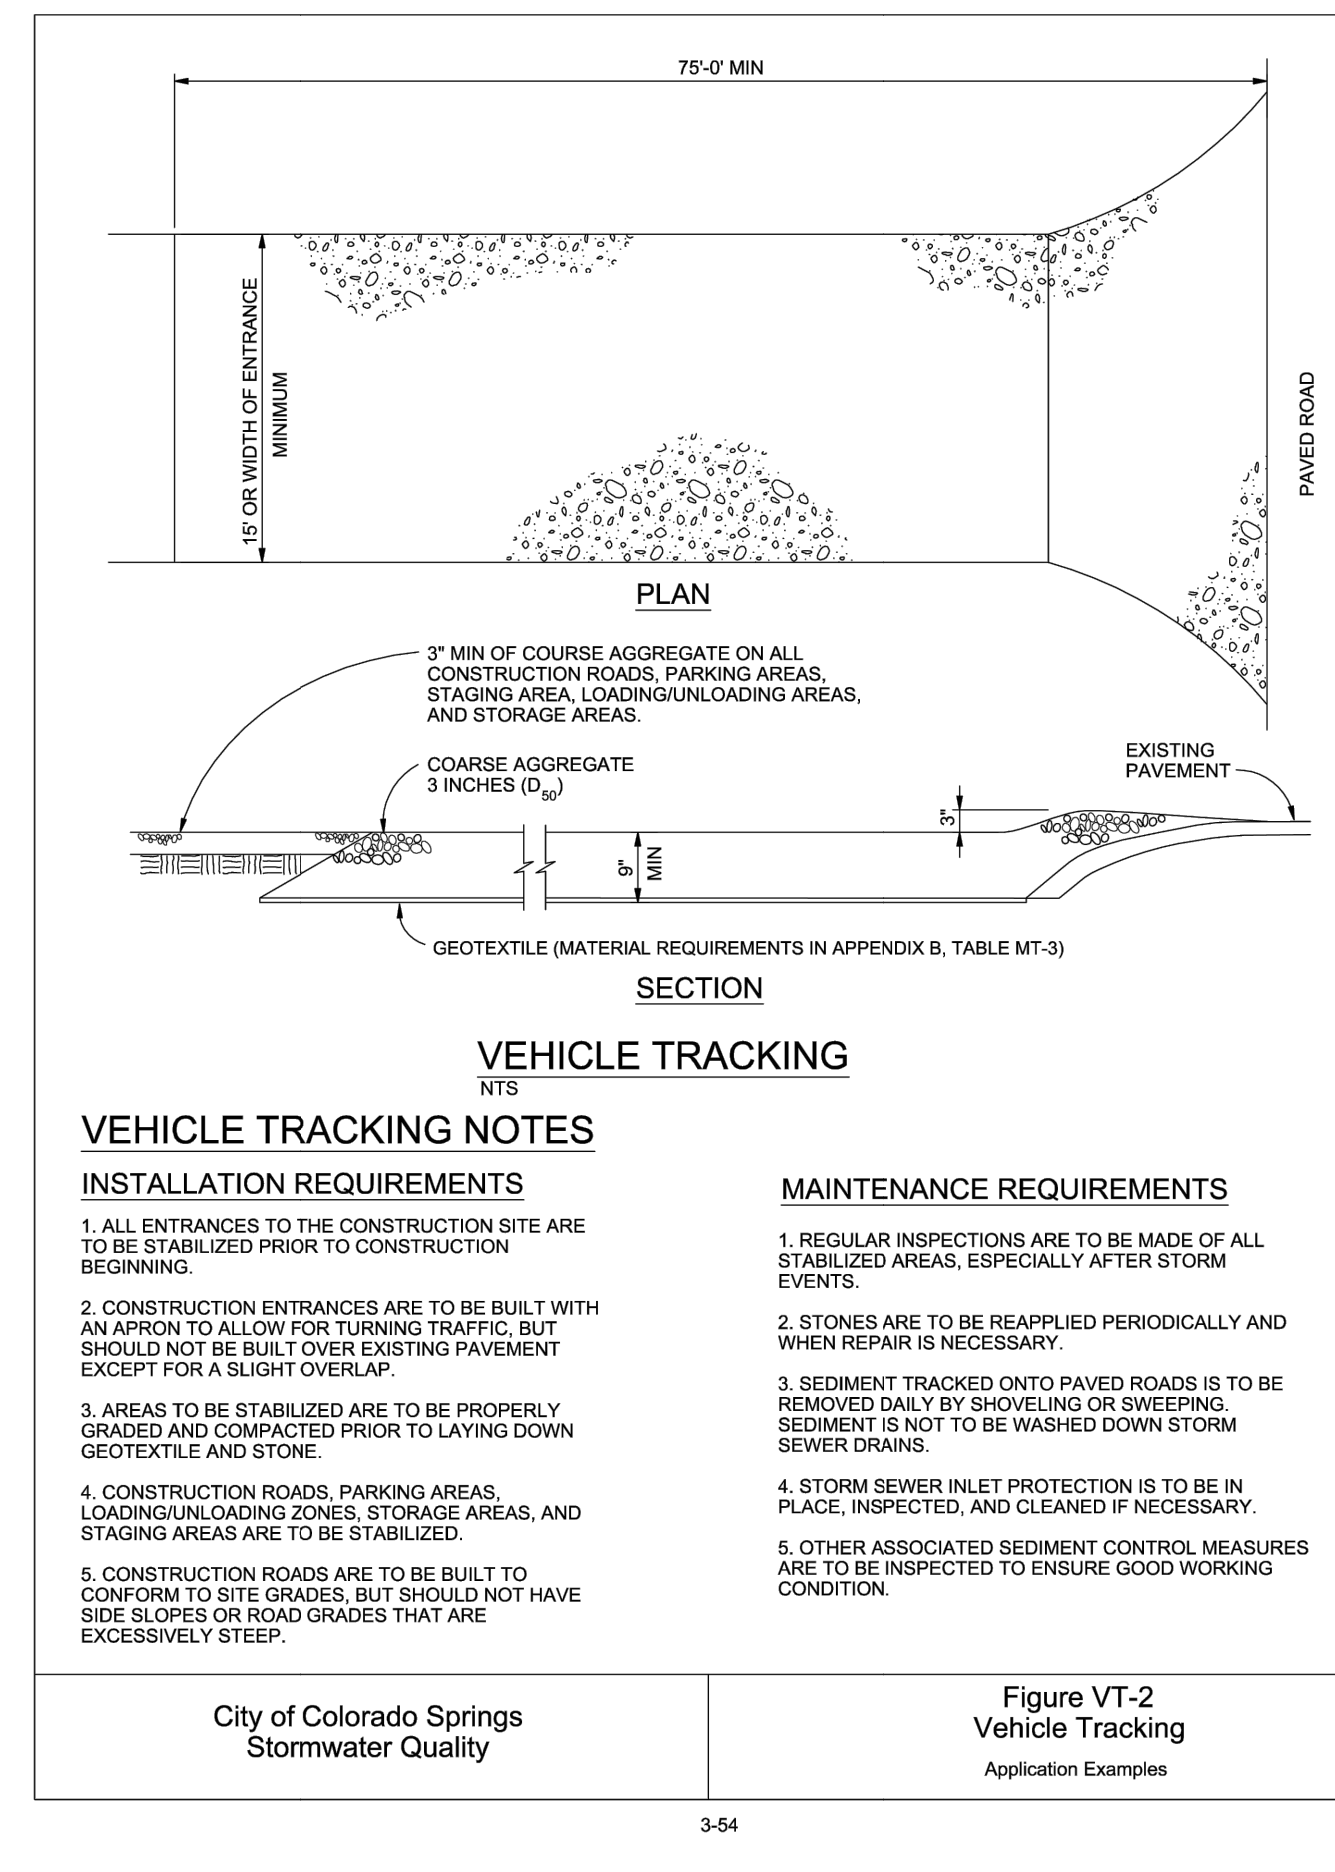 75'-0' MIN
15' OR WIDTH OF ENTRANCE
MINIMUM
PAVED ROAD
PLAN
3" MIN OF COURSE AGGREGATE ON ALL
CONSTRUCTION ROADS, PARKING AREAS,
STAGING AREA, LOADING/UNLOADING AREAS,
AND STORAGE AREAS.
COARSE AGGREGATE
3 INCHES (D50)
EXISTING
PAVEMENT
3"
9"
MIN
GEOTEXTILE (MATERIAL REQUIREMENTS IN APPENDIX B, TABLE MT-3)
SECTION
VEHICLE TRACKING
NTS
VEHICLE TRACKING NOTES
INSTALLATION REQUIREMENTS
1. ALL ENTRANCES TO THE CONSTRUCTION SITE ARE
TO BE STABILIZED PRIOR TO CONSTRUCTION
BEGINNING.
2. CONSTRUCTION ENTRANCES ARE TO BE BUILT WITH
AN APRON TO ALLOW FOR TURNING TRAFFIC, BUT
SHOULD NOT BE BUILT OVER EXISTING PAVEMENT
EXCEPT FOR A SLIGHT OVERLAP.
3. AREAS TO BE STABILIZED ARE TO BE PROPERLY
GRADED AND COMPACTED PRIOR TO LAYING DOWN
GEOTEXTILE AND STONE.
4. CONSTRUCTION ROADS, PARKING AREAS,
LOADING/UNLOADING ZONES, STORAGE AREAS, AND
STAGING AREAS ARE TO BE STABILIZED.
5. CONSTRUCTION ROADS ARE TO BE BUILT TO
CONFORM TO SITE GRADES, BUT SHOULD NOT HAVE
SIDE SLOPES OR ROAD GRADES THAT ARE
EXCESSIVELY STEEP.
MAINTENANCE REQUIREMENTS
1. REGULAR INSPECTIONS ARE TO BE MADE OF ALL
STABILIZED AREAS, ESPECIALLY AFTER STORM
EVENTS.
2. STONES ARE TO BE REAPPLIED PERIODICALLY AND
WHEN REPAIR IS NECESSARY.
3. SEDIMENT TRACKED ONTO PAVED ROADS IS TO BE
REMOVED DAILY BY SHOVELING OR SWEEPING.
SEDIMENT IS NOT TO BE WASHED DOWN STORM
SEWER DRAINS.
4. STORM SEWER INLET PROTECTION IS TO BE IN
PLACE, INSPECTED, AND CLEANED IF NECESSARY.
5. OTHER ASSOCIATED SEDIMENT CONTROL MEASURES
ARE TO BE INSPECTED TO ENSURE GOOD WORKING
CONDITION.
City of Colorado Springs
Stormwater Quality
Figure VT-2
Vehicle Tracking
Application Examples
3-54